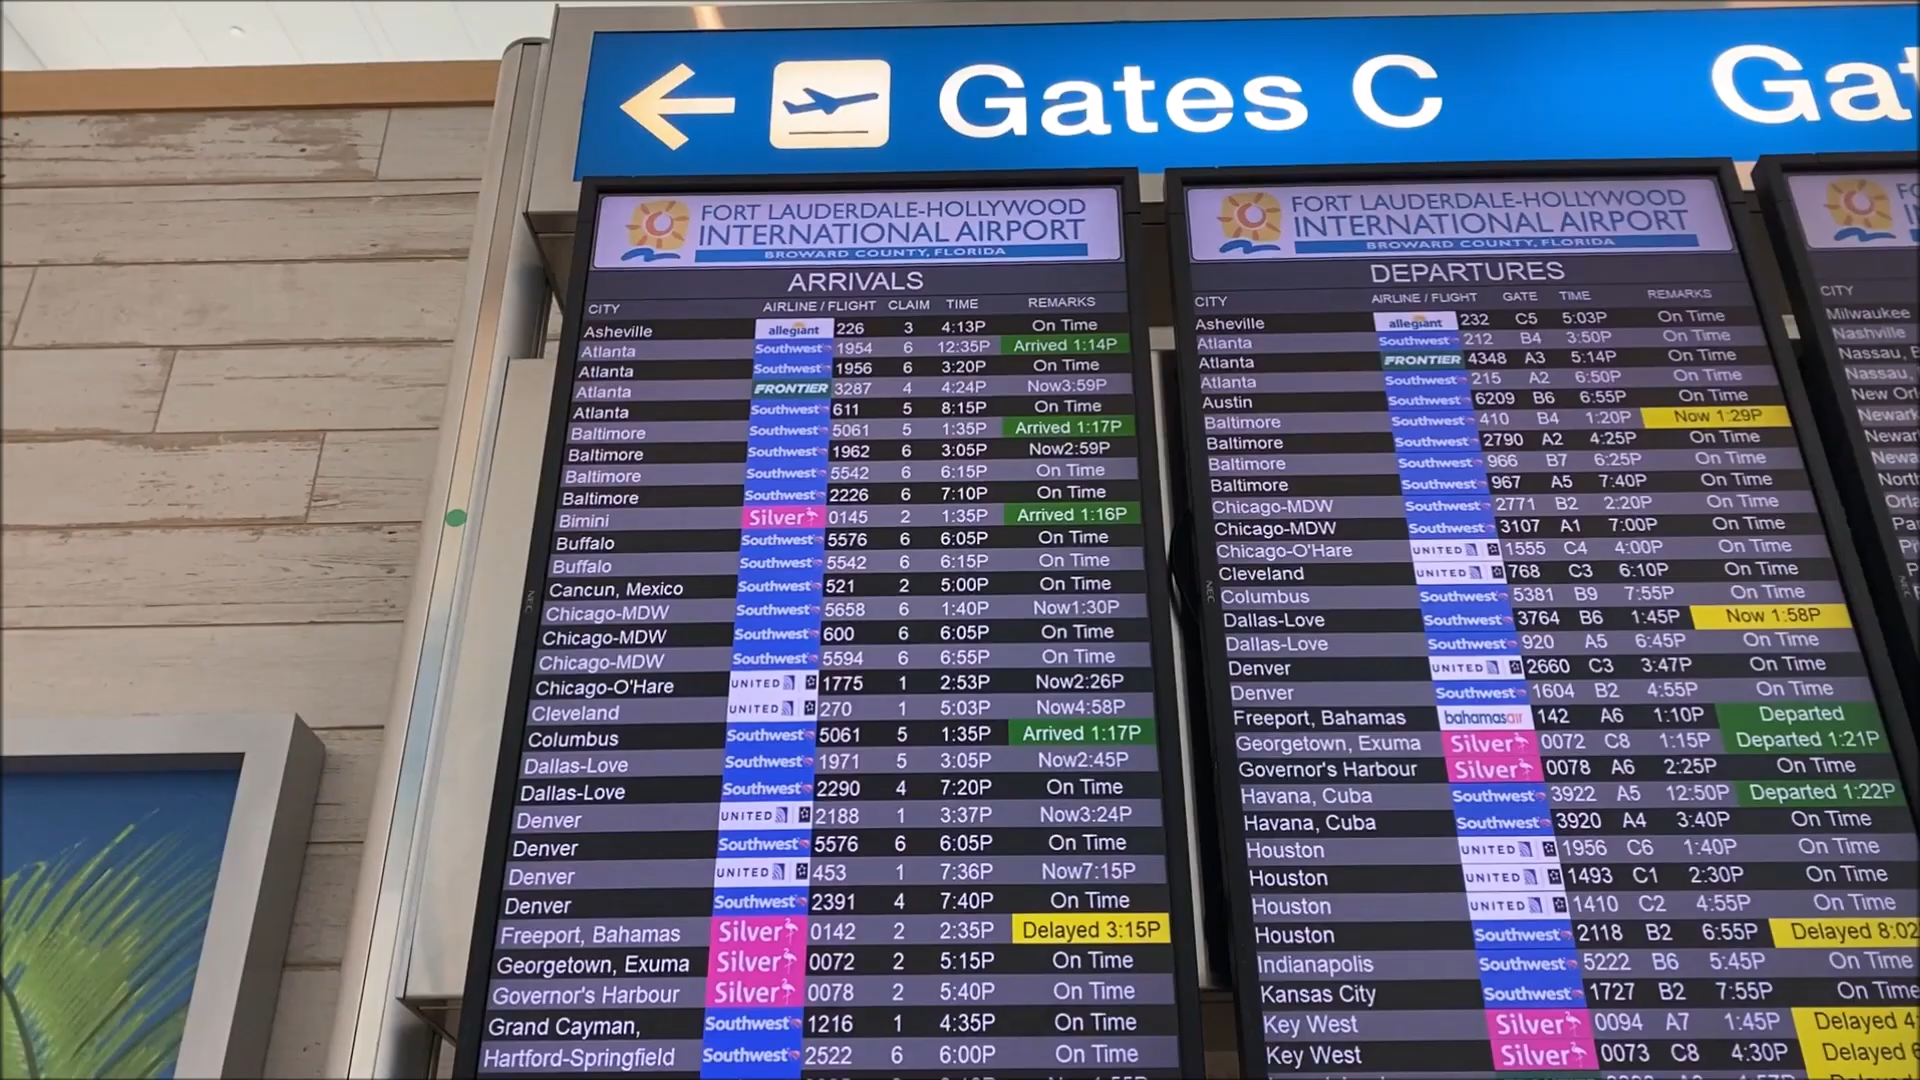 Gates C
Ga
FORT LAUDERDALE-HOLLYWOOD
INTERNATIONAL AIRPORT
BROWARD COUNTY, FLORIDA
ARRIVALS
CITY AIRLINE / FLIGHT CLAIM TIME REMARKS
Asheville allegiant 226 3 4:13P On Time
Atlanta Southwest 1954 6 12:35P Arrived 1:14P
Atlanta Southwest 1956 6 3:20P On Time
Atlanta FRONTIER 3287 4 4:24P Now3:59P
Atlanta Southwest 611 5 8:15P On Time
Baltimore Southwest 5061 5 1:35P Arrived 1:17P
Baltimore Southwest 1962 6 3:05P Now2:59P
Baltimore Southwest 5542 6 6:15P On Time
Baltimore Southwest 2226 6 7:10P On Time
Bimini Silver 0145 2 1:35P Arrived 1:16P
Buffalo Southwest 5576 6 6:05P On Time
Buffalo Southwest 5542 6 6:15P On Time
Cancun, Mexico Southwest 521 2 5:00P On Time
Chicago-MDW Southwest 5658 6 1:40P Now1:30P
Chicago-MDW Southwest 600 6 6:05P On Time
Chicago-MDW Southwest 5594 6 6:55P On Time
Chicago-O'Hare UNITED 1775 1 2:53P Now2:26P
Cleveland UNITED 270 1 5:03P Now4:58P
Columbus Southwest 5061 5 1:35P Arrived 1:17P
Dallas-Love Southwest 1971 5 3:05P Now2:45P
Dallas-Love Southwest 2290 4 7:20P On Time
Denver UNITED 2188 1 3:37P Now3:24P
Denver Southwest 5576 6 6:05P On Time
Denver UNITED 453 1 7:36P Now7:15P
Denver Southwest 2391 4 7:40P On Time
Freeport, Bahamas Silver 0142 2 2:35P Delayed 3:15P
Georgetown, Exuma Silver 0072 2 5:15P On Time
Governor's Harbour Silver 0078 2 5:40P On Time
Grand Cayman, Southwest 1216 1 4:35P On Time
Hartford-Springfield Southwest 2522 6 6:00P On Time
NEC
FORT LAUDERDALE-HOLLYWOOD
INTERNATIONAL AIRPORT
BROWARD COUNTY, FLORIDA
DEPARTURES
CITY AIRLINE / FLIGHT GATE TIME REMARKS
Asheville allegiant 232 C5 5:03P On Time
Atlanta Southwest 212 B4 3:50P On Time
Atlanta FRONTIER 4348 A3 5:14P On Time
Atlanta Southwest 215 A2 6:50P On Time
Austin Southwest 6209 B6 6:55P On Time
Baltimore Southwest 410 B4 1:20P Now 1:29P
Baltimore Southwest 2790 A2 4:25P On Time
Baltimore Southwest 966 B7 6:25P On Time
Baltimore Southwest 967 A5 7:40P On Time
Chicago-MDW Southwest 2771 B2 2:20P On Time
Chicago-MDW Southwest 3107 A1 7:00P On Time
Chicago-O'Hare UNITED 1555 C4 4:00P On Time
Cleveland UNITED 768 C3 6:10P On Time
Columbus Southwest 5381 B9 7:55P On Time
Dallas-Love Southwest 3764 B6 1:45P Now 1:58P
Dallas-Love Southwest 920 A5 6:45P On Time
Denver UNITED 2660 C3 3:47P On Time
Denver Southwest 1604 B2 4:55P On Time
Freeport, Bahamas bahamasair 142 A6 1:10P Departed
Georgetown, Exuma Silver 0072 C8 1:15P Departed 1:21P
Governor's Harbour Silver 0078 A6 2:25P On Time
Havana, Cuba Southwest 3922 A5 12:50P Departed 1:22P
Havana, Cuba Southwest 3920 A4 3:40P On Time
Houston UNITED 1956 C6 1:40P On Time
Houston UNITED 1493 C1 2:30P On Time
Houston UNITED 1410 C2 4:55P On Time
Houston Southwest 2118 B2 6:55P Delayed 8:02
Indianapolis Southwest 5222 B6 5:45P On Time
Kansas City Southwest 1727 B2 7:55P On Time
Key West Silver 0094 A7 1:45P Delayed 4
Key West Silver 0073 C8 4:30P Delayed
NEC
CITY
Milwaukee
Nashville
Nassau,
Nassau,
New Orl
Newark
Newar
Newa
North
Orla